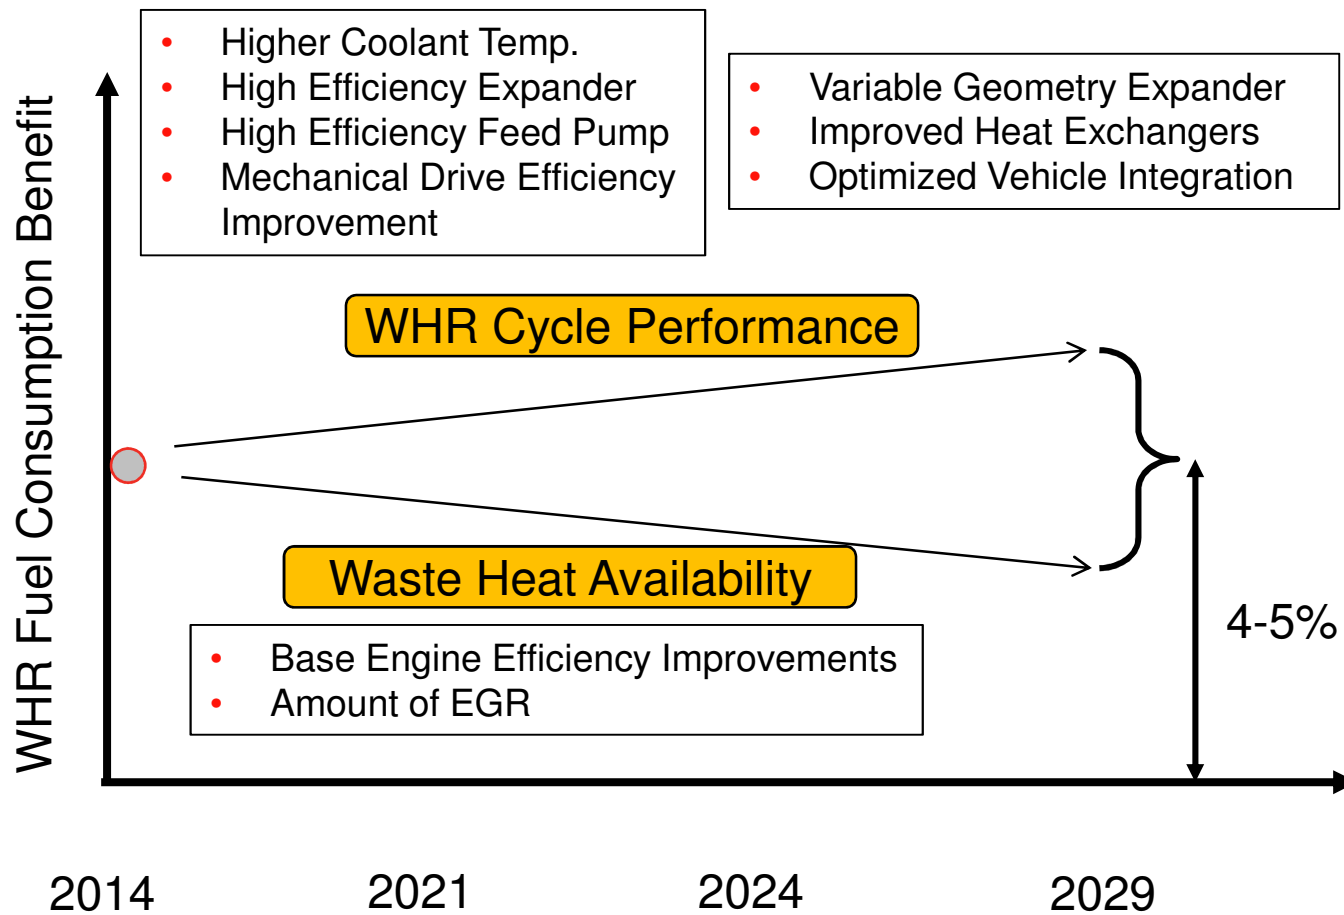 WHR Fuel Consumption Benefit
• Higher Coolant Temp.
• High Efficiency Expander
• High Efficiency Feed Pump
• Mechanical Drive Efficiency
Improvement
• Variable Geometry Expander
• Improved Heat Exchangers
• Optimized Vehicle Integration
WHR Cycle Performance
Waste Heat Availability
• Base Engine Efficiency Improvements
• Amount of EGR
4-5%
2014 2021 2024 2029